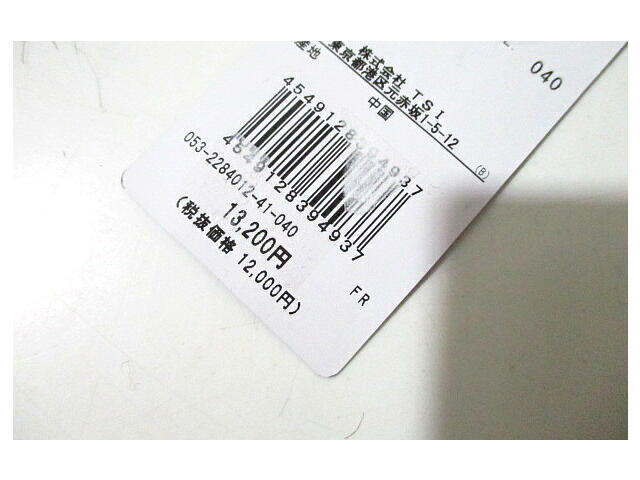 040
株式会社 TSI
東京都港区元赤坂1-5-12
産地
中国
(B)
4549128394937
4549128394937
053-2284012-41-040
13,200円
(税抜価格 12,000円)
FR